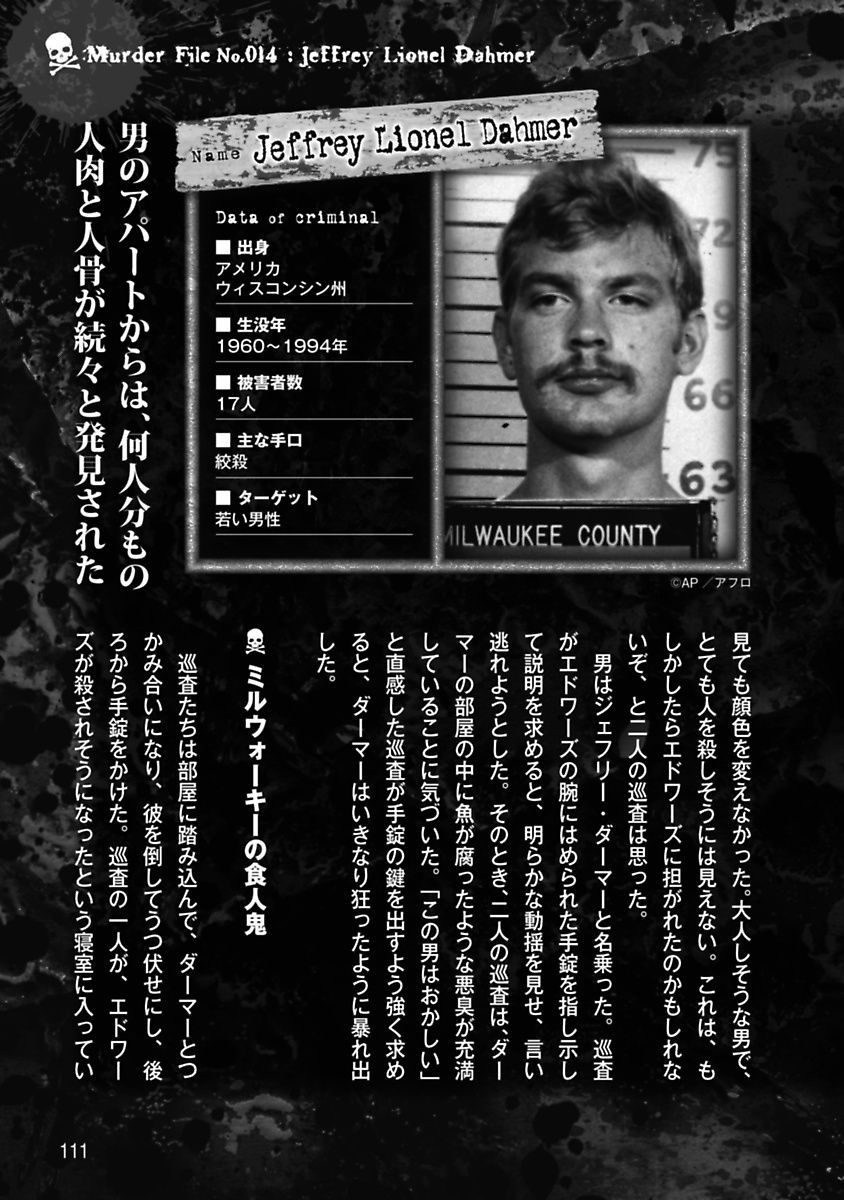 Murder File No.014 : Jeffrey Lionel Dahmer
Name Jeffrey Lionel Dahmer
男のアパートからは、何人分もの
人肉と人骨が続々と発見された
Data of criminal
■ 出身
アメリカ
ウィスコンシン州
■ 生没年
1960〜1994年
■ 被害者数
17人
■ 主な手口
絞殺
■ ターゲット
若い男性
75
72
69
66
63
MILWAUKEE COUNTY
©AP／アフロ
見ても顔色を変えなかった。大人しそうな男で、
とても人を殺しそうには見えない。これは、も
しかしたらエドワーズに担がれたのかもしれな
いぞ、と二人の巡査は思った。
男はジェフリー・ダーマーと名乗った。巡査
がエドワーズの腕にはめられた手錠を指し示し
て説明を求めると、明らかな動揺を見せ、言い
逃れようとした。そのとき、二人の巡査は、ダー
マーの部屋の中に魚が腐ったような悪臭が充満
していることに気づいた。「この男はおかしい」
と直感した巡査が手錠の鍵を出すよう強く求め
ると、ダーマーはいきなり狂ったように暴れ出
した。
ミルウォーキーの食人鬼
巡査たちは部屋に踏み込んで、ダーマーとつ
かみ合いになり、彼を倒してうつ伏せにし、後
ろから手錠をかけた。巡査の一人が、エドワー
ズが殺されそうになったという寝室に入ってい
111